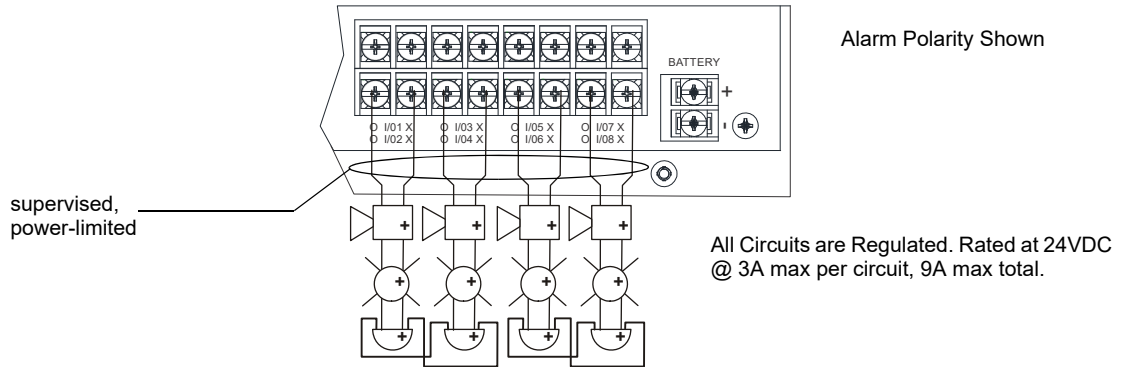 Alarm Polarity Shown
BATTERY
+
-
O I/01 X O I/03 X O I/05 X O I/07 X
O I/02 X O I/04 X O I/06 X O I/08 X
supervised,
power-limited
+ + + +
All Circuits are Regulated. Rated at 24VDC
@ 3A max per circuit, 9A max total.
+ + + +
+ + + +